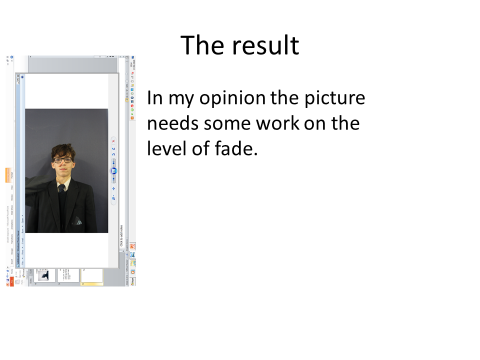 The result
In my opinion the picture
needs some work on the
level of fade.